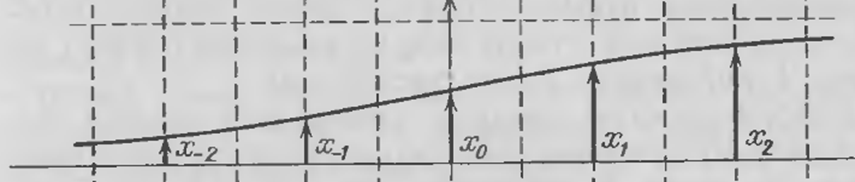 x₋₂ x₋₁ x₀ x₁ x₂